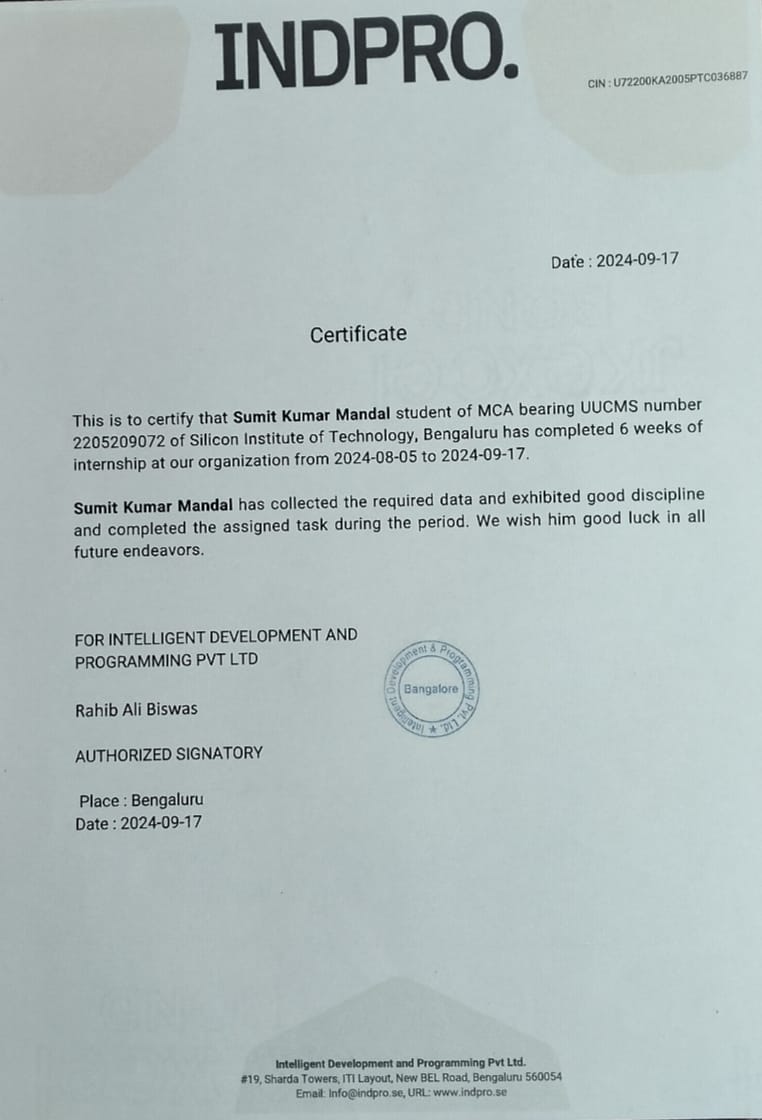 INDPRO.
CIN : U72200KA2005PTC036887
Date : 2024-09-17
Certificate
This is to certify that Sumit Kumar Mandal student of MCA bearing UUCMS number
2205209072 of Silicon Institute of Technology, Bengaluru has completed 6 weeks of
internship at our organization from 2024-08-05 to 2024-09-17.
Sumit Kumar Mandal has collected the required data and exhibited good discipline
and completed the assigned task during the period. We wish him good luck in all
future endeavors.
FOR INTELLIGENT DEVELOPMENT AND
PROGRAMMING PVT LTD
Intelligent Development & Programming Pvt. Ltd. ★
Bangalore
Rahib Ali Biswas
AUTHORIZED SIGNATORY
Place : Bengaluru
Date : 2024-09-17
Intelligent Development and Programming Pvt Ltd.
#19, Sharda Towers, ITI Layout, New BEL Road, Bengaluru 560054
Email: Info@indpro.se, URL: www.indpro.se